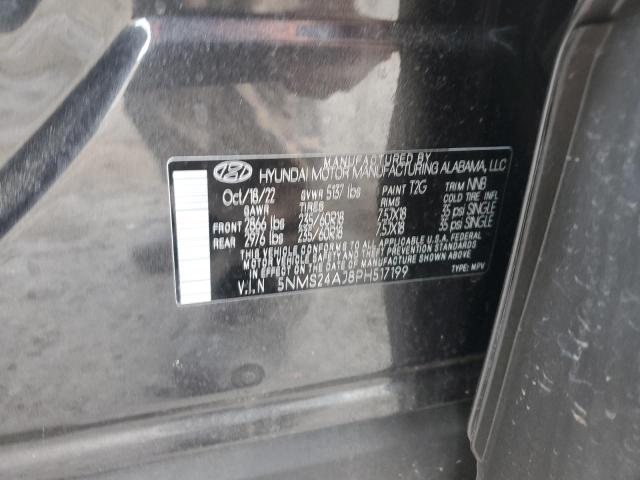 MANUFACTURED BY
HYUNDAI MOTOR MANUFACTURING ALABAMA, LLC
Oct/18/22 GVWR 5137 lbs PAINT T2G TRIM NNB
GAWR TIRES RIMS COLD TIRE INFL
FRONT 2866 lbs 235/60R18 7.5JX18 35 psi SINGLE
REAR 2976 lbs 235/60R18 7.5JX18 35 psi SINGLE
THIS VEHICLE CONFORMS TO ALL APPLICABLE U.S.A. FEDERAL
MOTOR VEHICLE SAFETY AND THEFT PREVENTION STANDARDS
IN EFFECT ON THE DATE OF MANUFACTURE SHOWN ABOVE.
V.I.N 5NMS24AJ8PH517199 TYPE: MPV